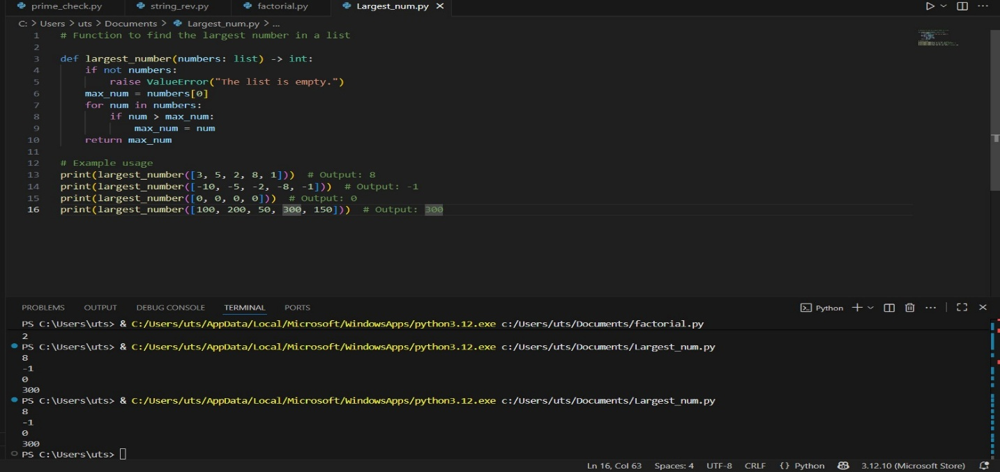 prime_check.py string_rev.py factorial.py Largest_num.py
C: > Users > uts > Documents > Largest_num.py > ...
1 # Function to find the largest number in a list
2
3 def largest_number(numbers: list) -> int:
4     if not numbers:
5         raise ValueError("The list is empty.")
6     max_num = numbers[0]
7     for num in numbers:
8         if num > max_num:
9             max_num = num
10     return max_num
11
12 # Example usage
13 print(largest_number([3, 5, 2, 8, 1]))  # Output: 8
14 print(largest_number([-10, -5, -2, -8, -1]))  # Output: -1
15 print(largest_number([0, 0, 0, 0]))  # Output: 0
16 print(largest_number([100, 200, 50, 300, 150]))  # Output: 300
PROBLEMS OUTPUT DEBUG CONSOLE TERMINAL PORTS Python
PS C:\Users\uts> & C:/Users/uts/AppData/Local/Microsoft/WindowsApps/python3.12.exe c:/Users/uts/Documents/factorial.py
2
PS C:\Users\uts> & C:/Users/uts/AppData/Local/Microsoft/WindowsApps/python3.12.exe c:/Users/uts/Documents/Largest_num.py
8
-1
0
300
PS C:\Users\uts> & C:/Users/uts/AppData/Local/Microsoft/WindowsApps/python3.12.exe c:/Users/uts/Documents/Largest_num.py
8
-1
0
300
PS C:\Users\uts>
Ln 16, Col 63 Spaces: 4 UTF-8 CRLF {} Python 3.12.10 (Microsoft Store)